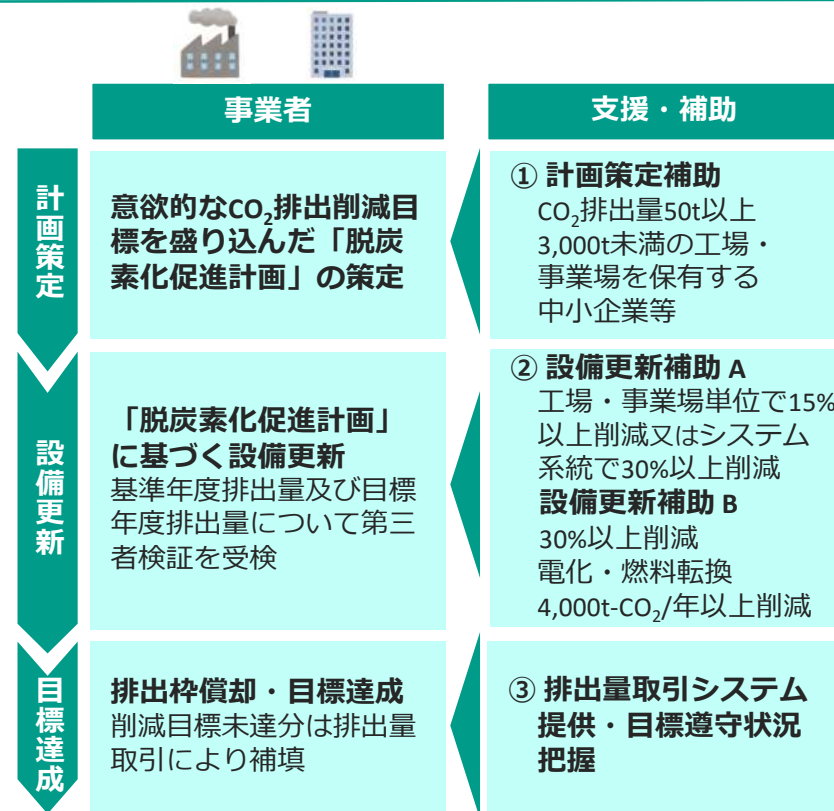 事業者
支援・補助
計画策定
意欲的なCO₂排出削減目
標を盛り込んだ「脱炭
素化促進計画」の策定
① 計画策定補助
CO₂排出量50t以上
3,000t未満の工場・
事業場を保有する
中小企業等
設備更新
「脱炭素化促進計画」
に基づく設備更新
基準年度排出量及び目標
年度排出量について第三
者検証を受検
② 設備更新補助 A
工場・事業場単位で15%
以上削減又はシステム
系統で30%以上削減
設備更新補助 B
30%以上削減
電化・燃料転換
4,000t-CO₂/年以上削減
目標達成
排出枠償却・目標達成
削減目標未達分は排出量
取引により補填
③ 排出量取引システム
提供・目標遵守状況
把握